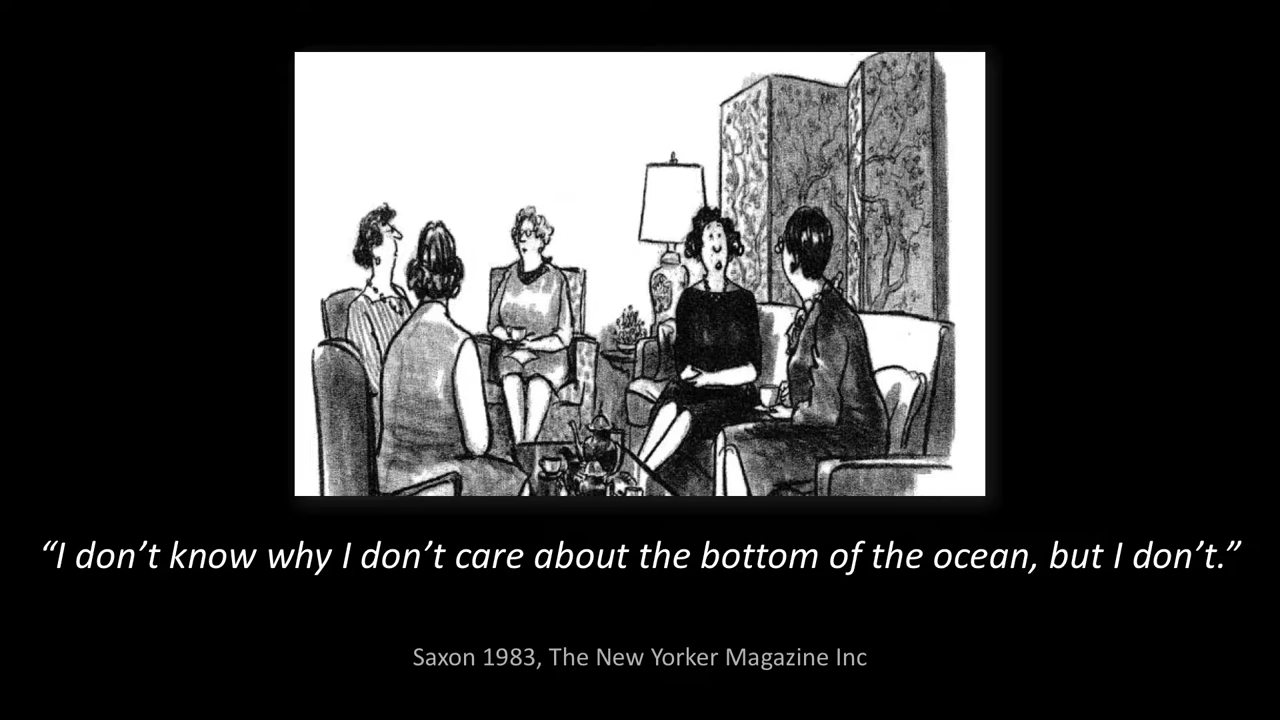 “I don’t know why I don’t care about the bottom of the ocean, but I don’t.”
Saxon 1983, The New Yorker Magazine Inc